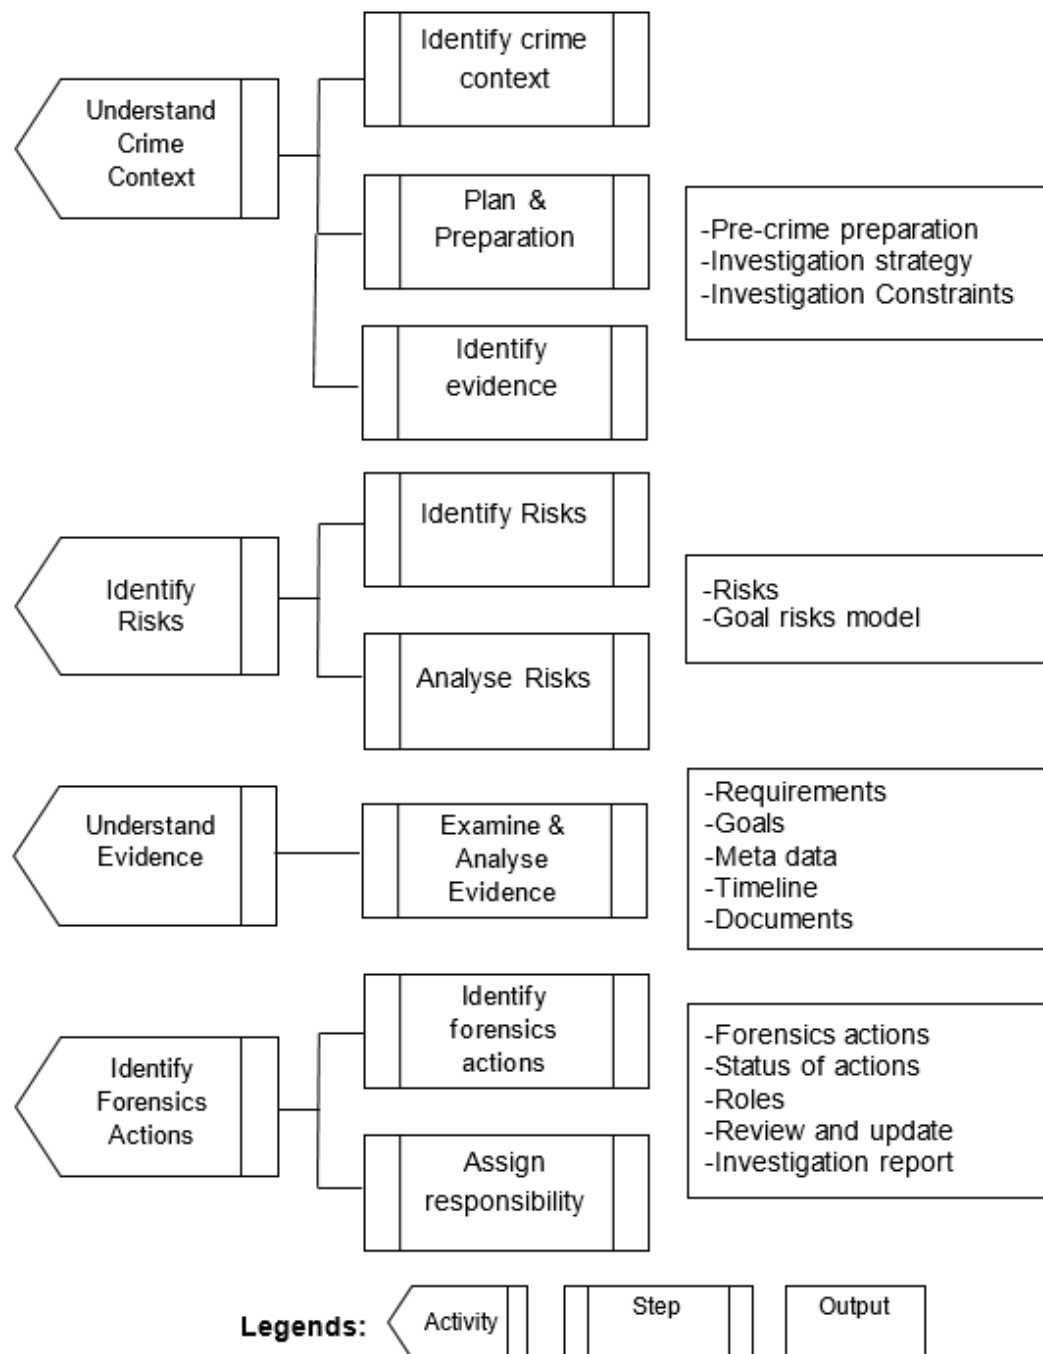 Understand
Crime
Context
Identify crime
context
Plan &
Preparation
Identify
evidence
-Pre-crime preparation
-Investigation strategy
-Investigation Constraints
Identify
Risks
Identify Risks
Analyse Risks
-Risks
-Goal risks model
Understand
Evidence
Examine &
Analyse
Evidence
-Requirements
-Goals
-Meta data
-Timeline
-Documents
Identify
Forensics
Actions
Identify
forensics
actions
Assign
responsibility
-Forensics actions
-Status of actions
-Roles
-Review and update
-Investigation report
Legends:
Activity
Step
Output